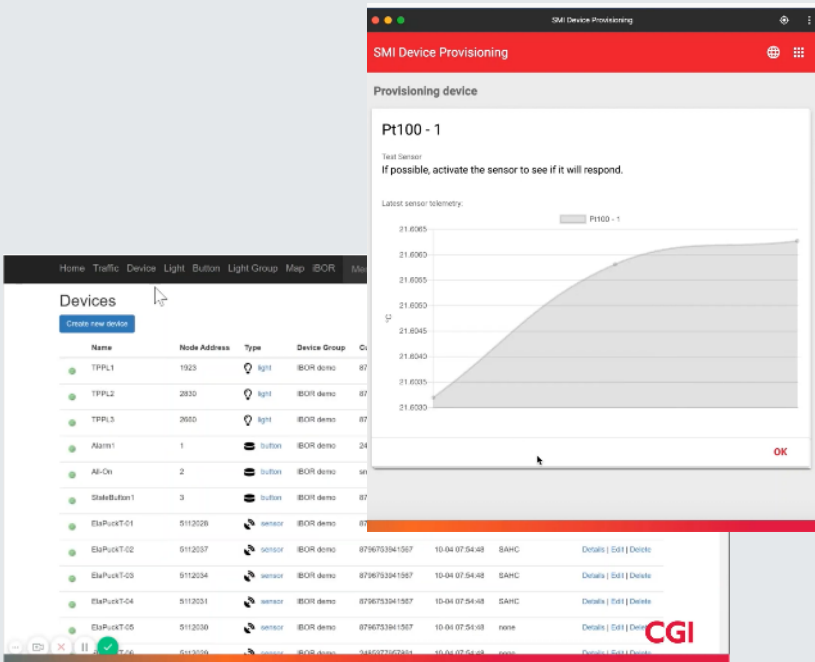 SMI Device Provisioning
SMI Device Provisioning
Provisioning device
Pt100 - 1
Test Sensor
If possible, activate the sensor to see if it will respond.
Latest sensor telemetry:
Pt100 - 1
21.6065
21.6060
21.6055
21.6050
21.6045
21.6040
21.6035
21.6030
°C
OK
Home Traffic Device Light Button Light Group Map iBOR
Devices
Create new device
Name Node Address Type Device Group
TPPL1 1923 light IBOR demo 87
TPPL2 2830 light IBOR demo 87
TPPL3 2660 light IBOR demo 87
Alarm1 1 button IBOR demo 24
All-On 2 button IBOR demo
StateButton1 3 button IBOR demo 87
ElaPuckT-01 5112028 sensor IBOR demo 87
ElaPuckT-02 5112037 sensor IBOR demo 8796753941567 10-04 07:54:48 SAHC Details | Edit | Delete
ElaPuckT-03 5112034 sensor IBOR demo 8796753941567 10-04 07:54:48 SAHC Details | Edit | Delete
ElaPuckT-04 5112031 sensor IBOR demo 8796753941567 10-04 07:54:48 SAHC Details | Edit | Delete
ElaPuckT-05 5112030 sensor IBOR demo 8796753941567 10-04 07:54:48 none Details | Edit |
CGI